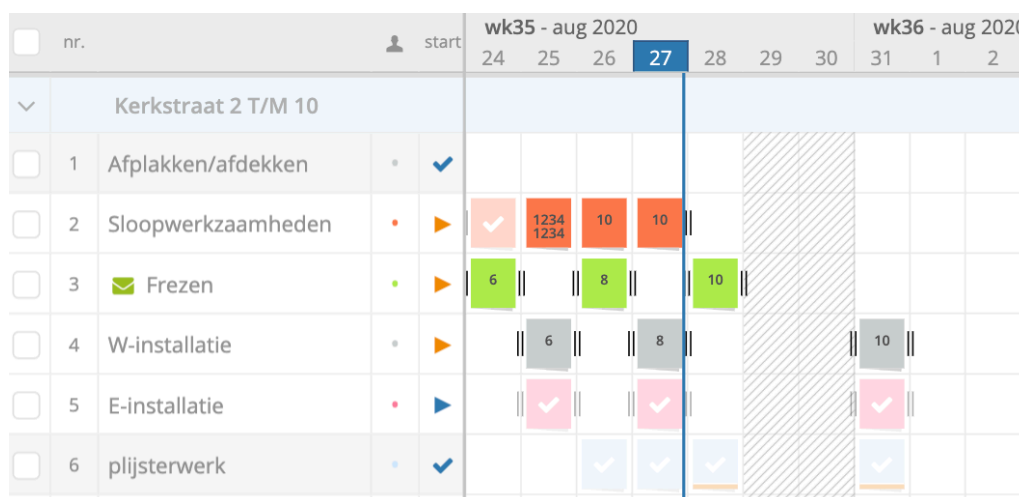 wk35 - aug 2020 wk36 - aug 2020
nr. start 24 25 26 27 28 29 30 31 1 2
Kerkstraat 2 T/M 10
1 Afplakken/afdekken
2 Sloopwerkzaamheden 1234 10 10
1234
3 Frezen 6 8 10
4 W-installatie 6 8 10
5 E-installatie
6 plijsterwerk